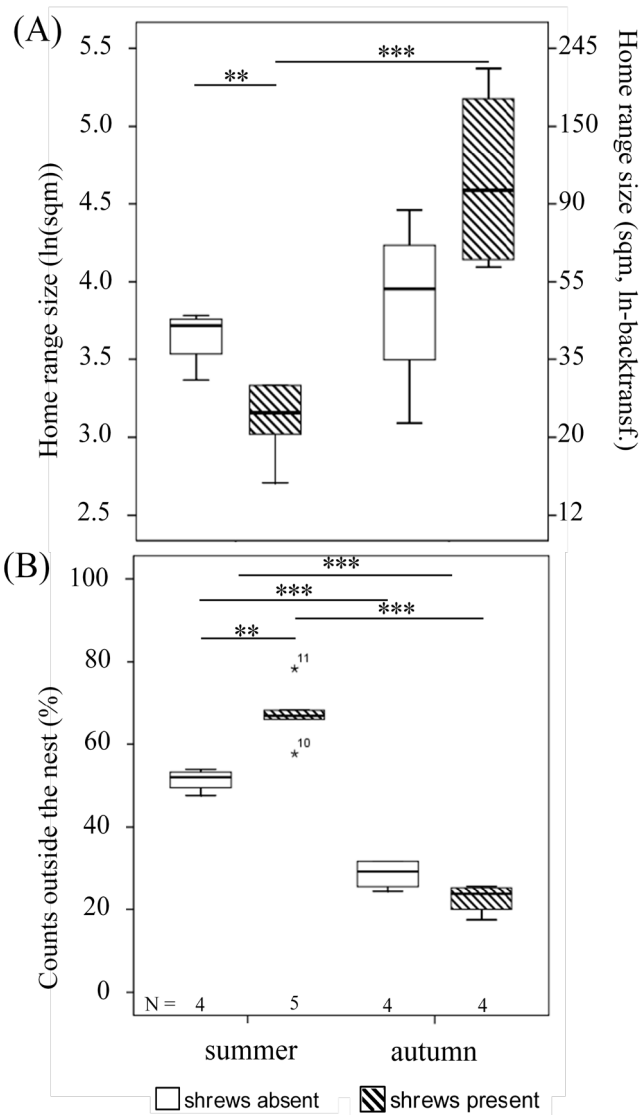 (A)
** ***
5.5 245
5.0 150
4.5 90
4.0 55
3.5 35
3.0 20
2.5 12
Home range size (ln(sqm))
Home range size (sqm, ln-backtransf.)
(B)
***
***
***
**
100
80
60
40
20
0
*11
*10
Counts outside the nest (%)
N = 4 5 4 4
summer autumn
shrews absent shrews present